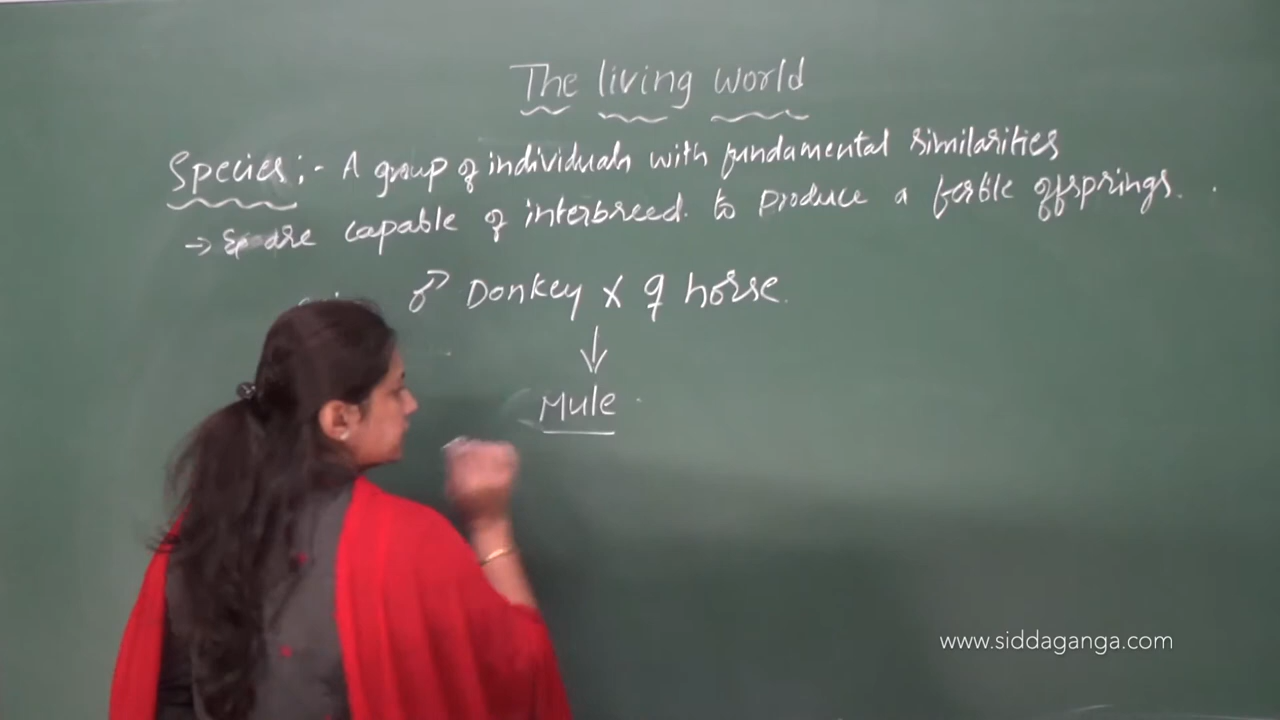 The living world
Species :- A group of individuals with fundamental similarities
→ are capable of interbreed. to produce a fertile offsprings.
♂ Donkey × ♀ horse.
↓
Mule
www.siddaganga.com